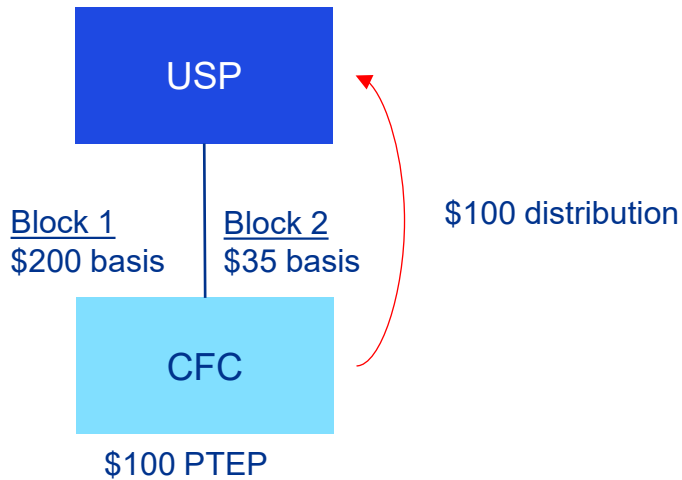 USP
Block 1
$200 basis
Block 2
$35 basis
$100 distribution
CFC
$100 PTEP